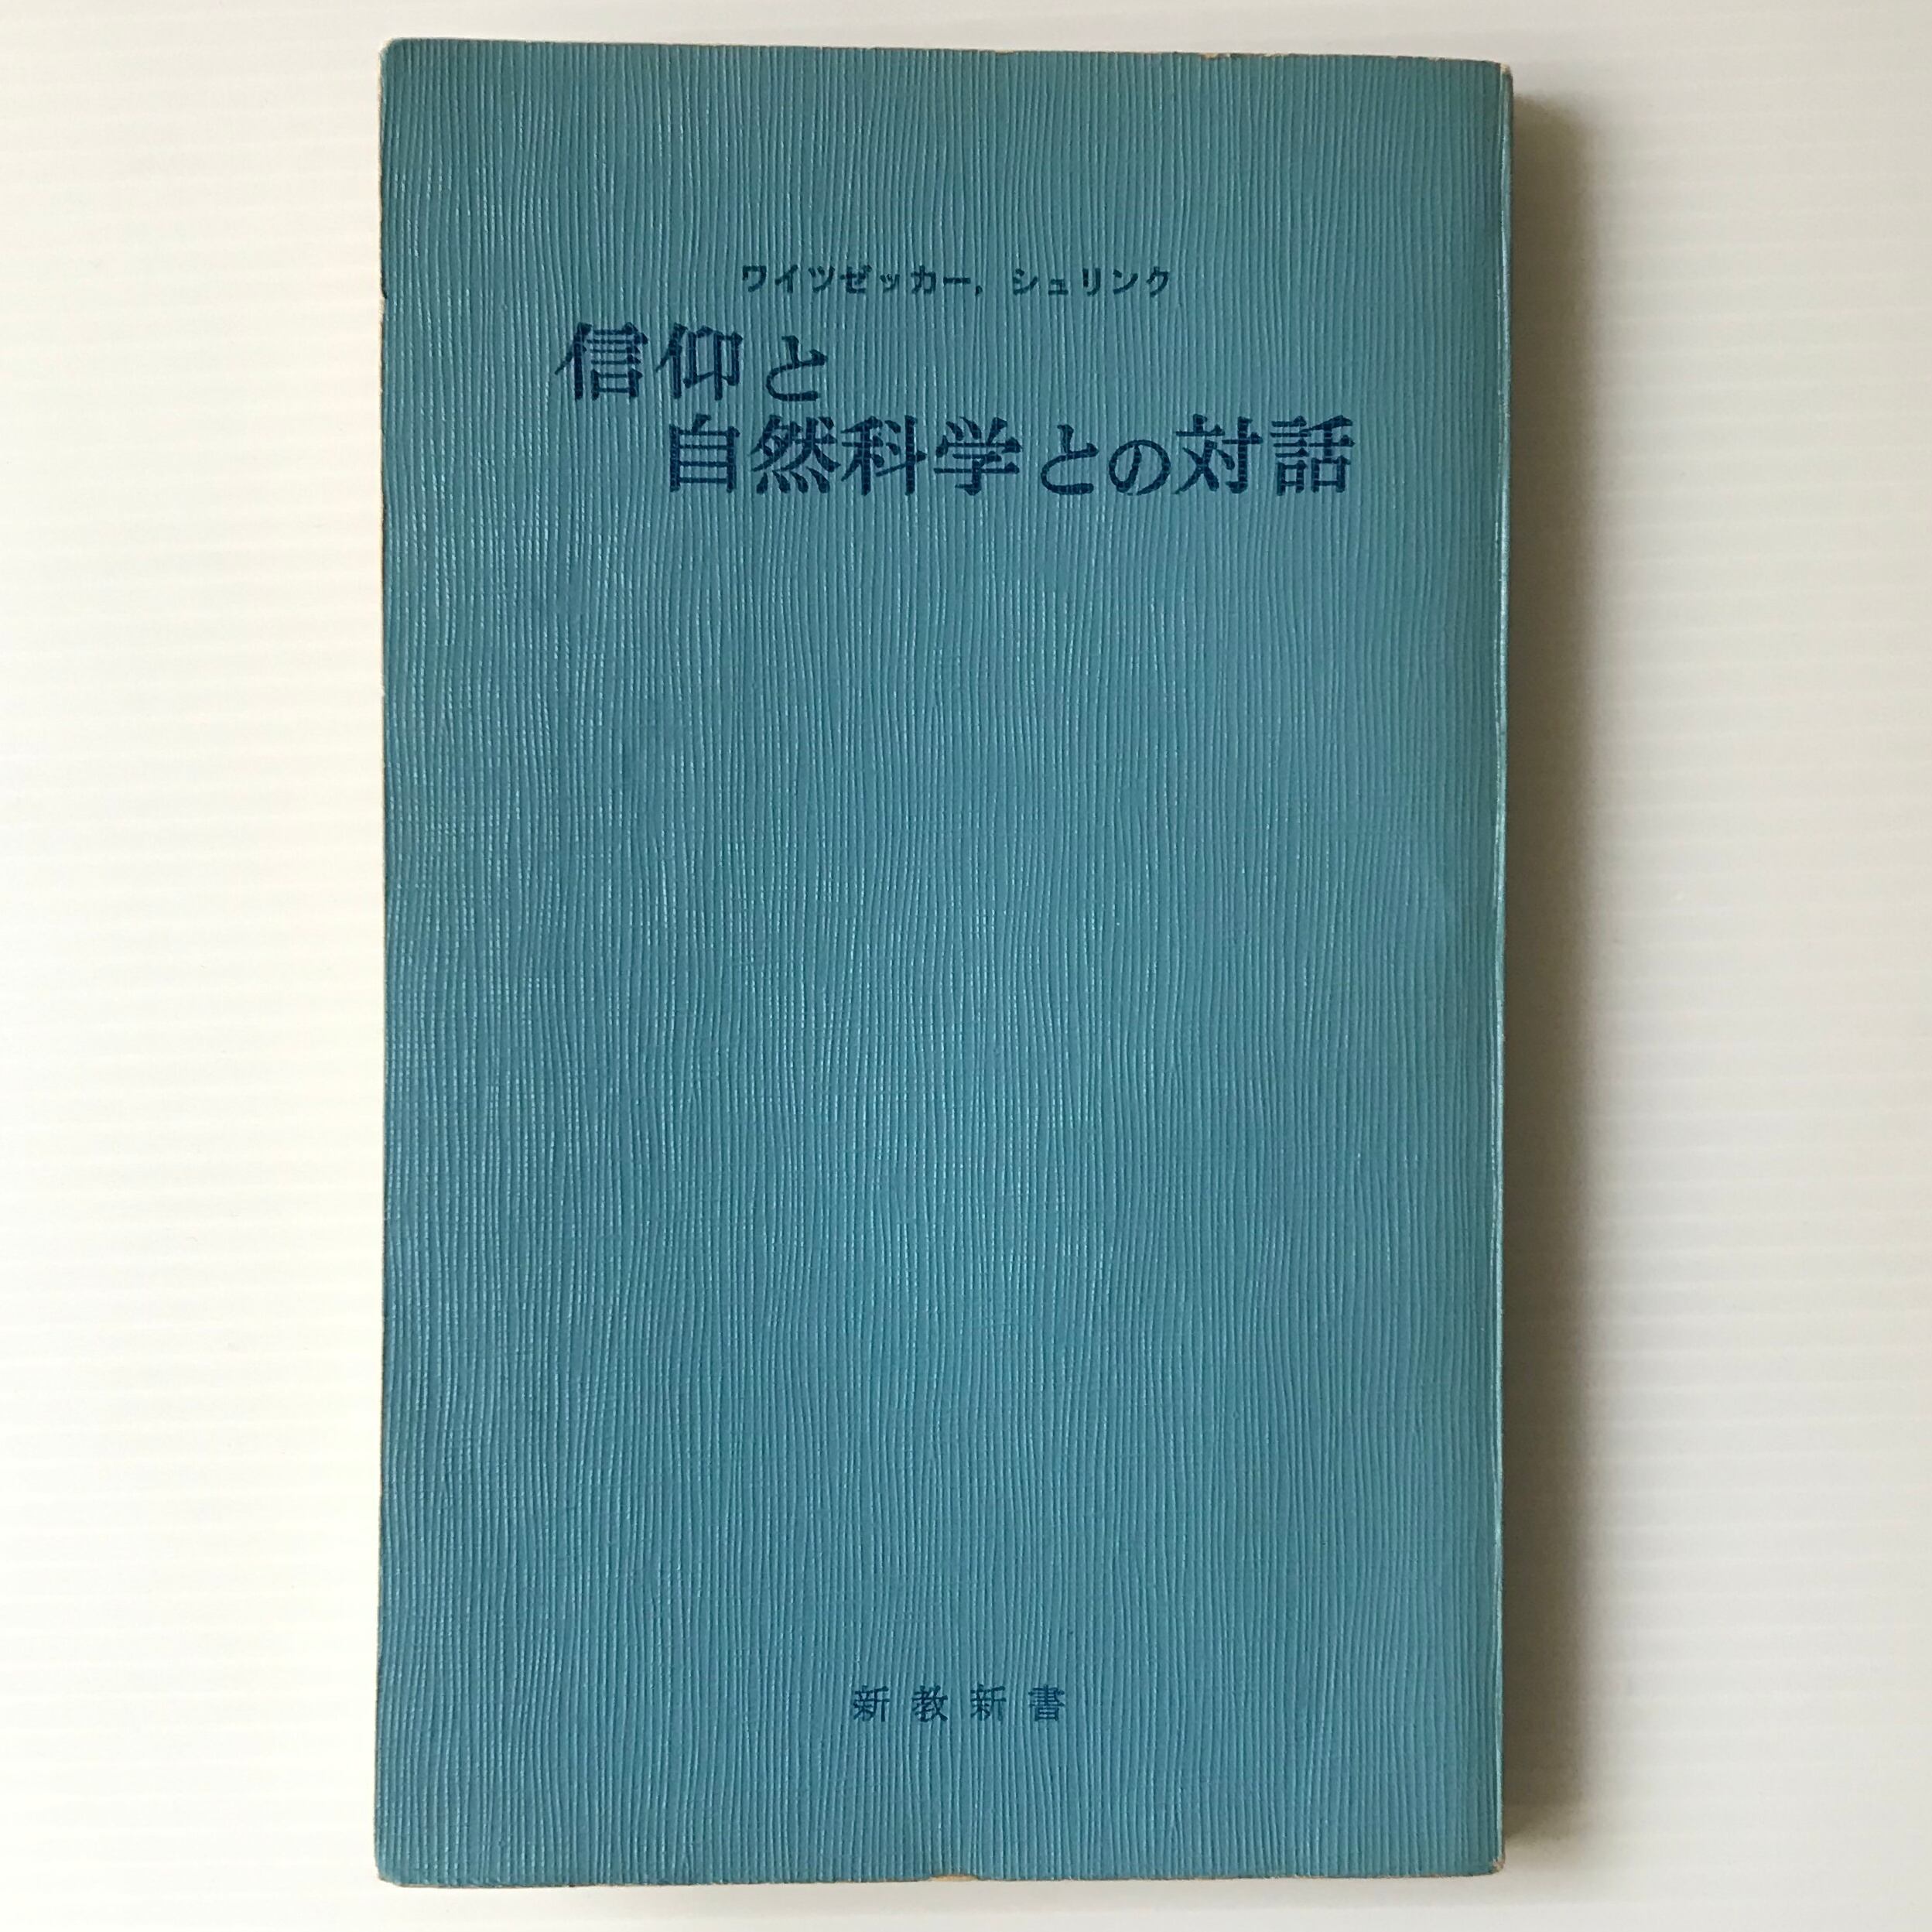 ワイツゼッカー，シュリンク
信仰と
自然科学との対話
新教新書